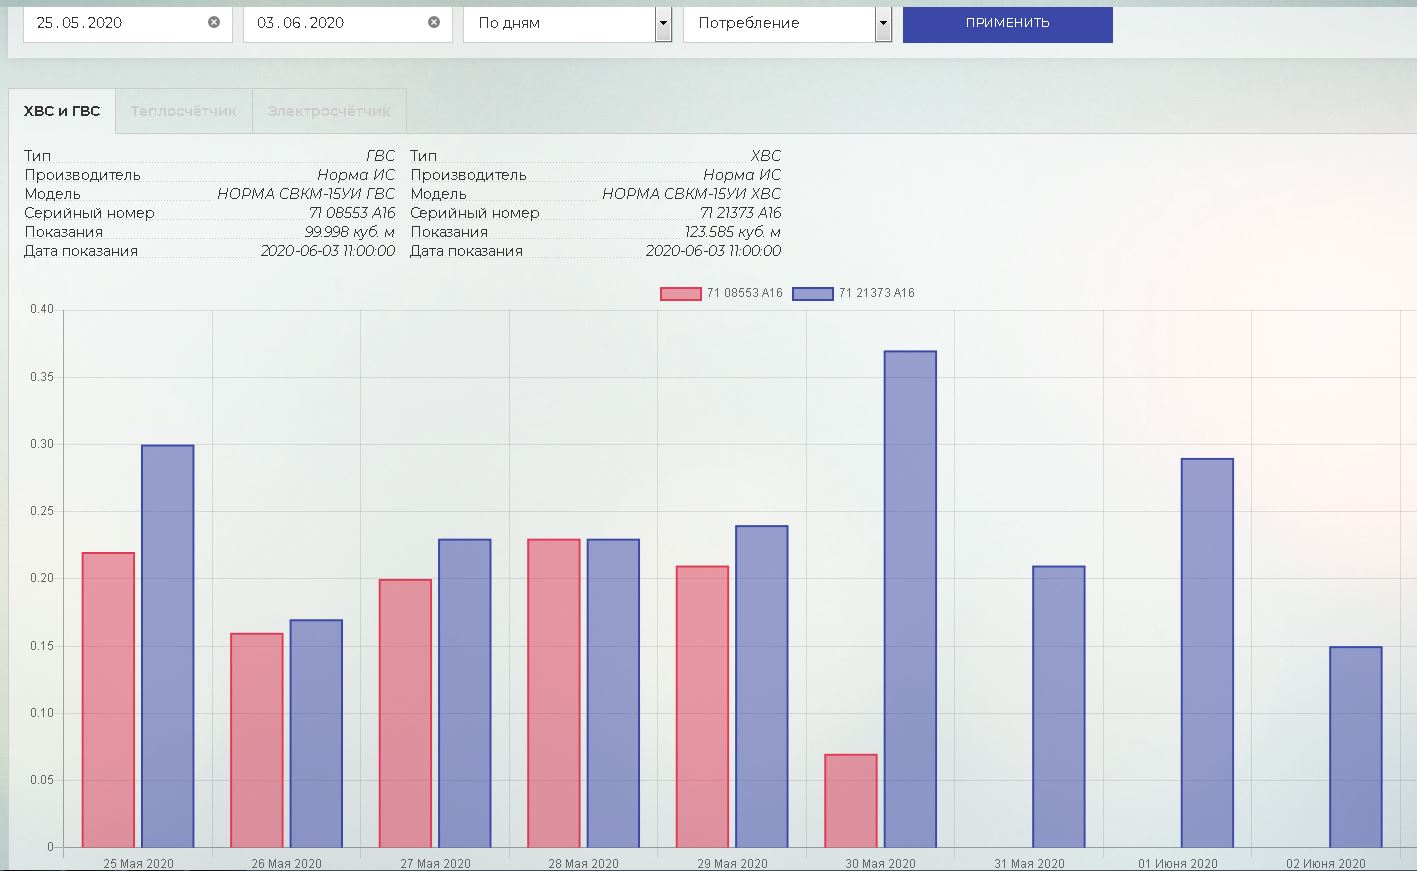 25.05.2020 03.06.2020 По дням Потребление ПРИМЕНИТЬ
ХВС и ГВС Теплосчётчик Электросчётчик
Тип ГВС Тип ХВС
Производитель Норма ИС Производитель Норма ИС
Модель НОРМА СВКМ-15УИ ГВС Модель НОРМА СВКМ-15УИ ХВС
Серийный номер 71 08553 А16 Серийный номер 71 21373 А16
Показания 99.998 куб. м Показания 123.585 куб. м
Дата показания 2020-06-03 11:00:00 Дата показания 2020-06-03 11:00:00
71 08553 А16 71 21373 А16
0.40
0.35
0.30
0.25
0.20
0.15
0.10
0.05
0
25 Мая 2020 26 Мая 2020 27 Мая 2020 28 Мая 2020 29 Мая 2020 30 Мая 2020 31 Мая 2020 01 Июня 2020 02 Июня 2020